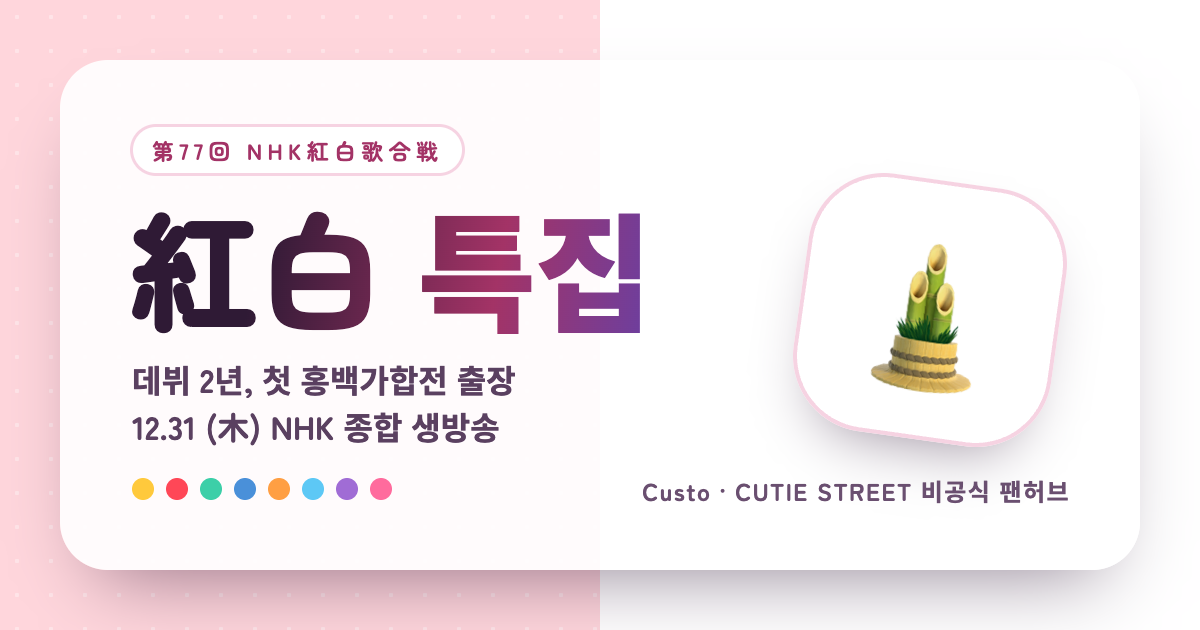 第77回 NHK紅白歌合戦
紅白 특집
데뷔 2년, 첫 홍백가합전 출장
12.31 (木) NHK 종합 생방송
Custo · CUTIE STREET 비공식 팬허브